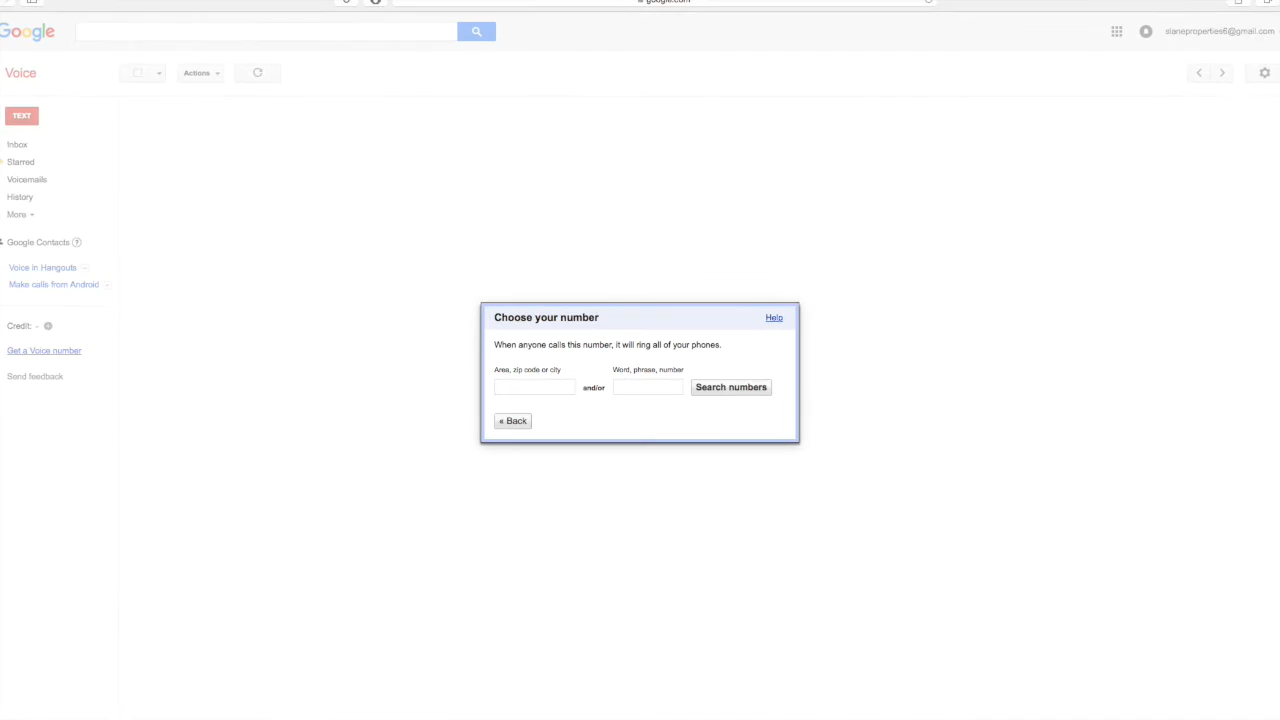 google.com
Google
slaneproperties6@gmail.com
Voice
Actions
TEXT
Inbox
Starred
Voicemails
History
More
Google Contacts ?
Voice in Hangouts
Make calls from Android
Credit: -
Get a Voice number
Send feedback
Choose your number
Help
When anyone calls this number, it will ring all of your phones.
Area, zip code or city
Word, phrase, number
and/or
Search numbers
« Back